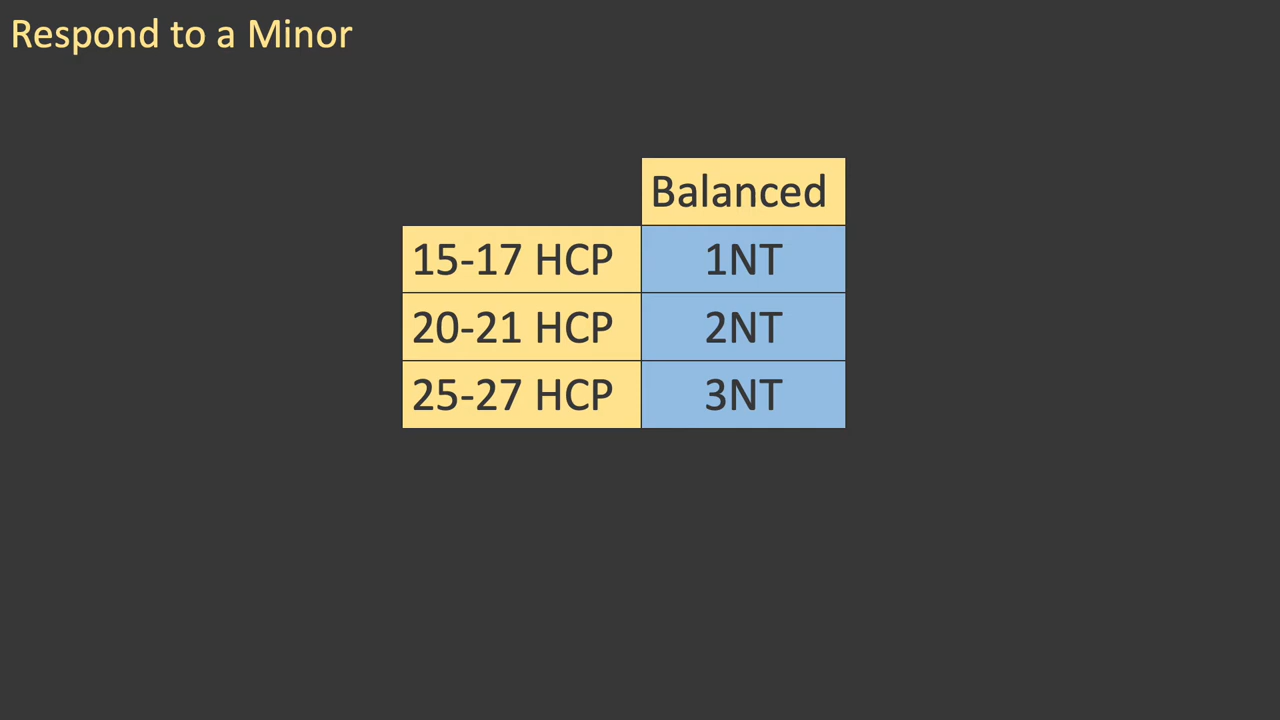 Respond to a Minor
Balanced
15-17 HCP 1NT
20-21 HCP 2NT
25-27 HCP 3NT